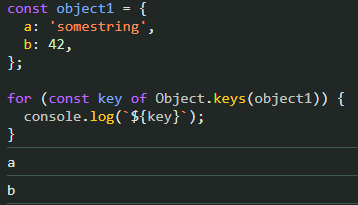 const object1 = {
  a: 'somestring',
  b: 42,
};

for (const key of Object.keys(object1)) {
  console.log(`${key}`);
}
a
b